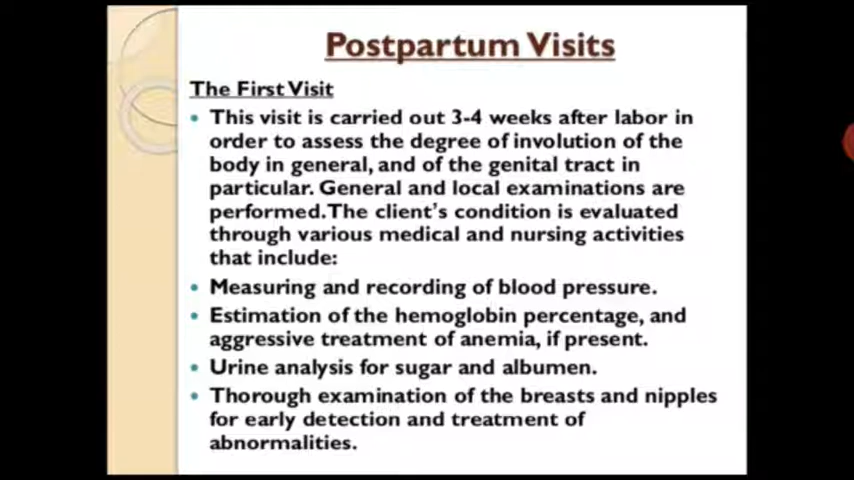 Postpartum Visits
The First Visit
• This visit is carried out 3-4 weeks after labor in
order to assess the degree of involution of the
body in general, and of the genital tract in
particular. General and local examinations are
performed.The client's condition is evaluated
through various medical and nursing activities
that include:
• Measuring and recording of blood pressure.
• Estimation of the hemoglobin percentage, and
aggressive treatment of anemia, if present.
• Urine analysis for sugar and albumen.
• Thorough examination of the breasts and nipples
for early detection and treatment of
abnormalities.